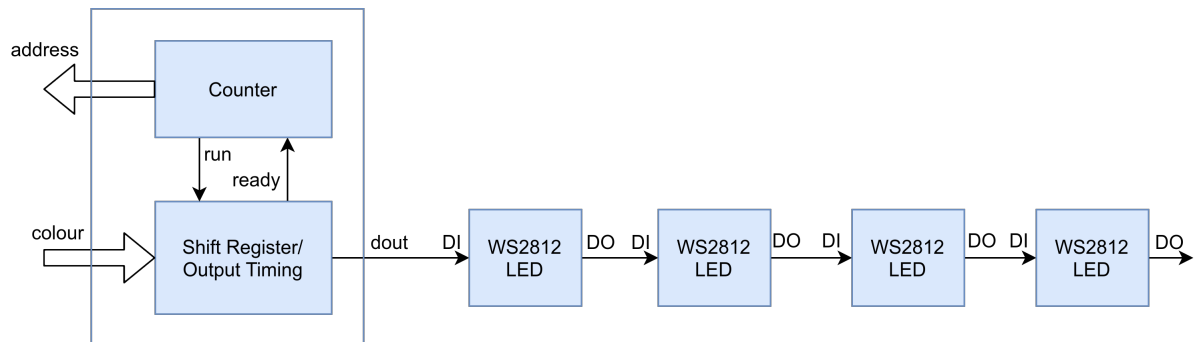 address
Counter
run
ready
colour
Shift Register/
Output Timing
dout
DI
WS2812
LED
DO
DI
WS2812
LED
DO
DI
WS2812
LED
DO
DI
WS2812
LED
DO